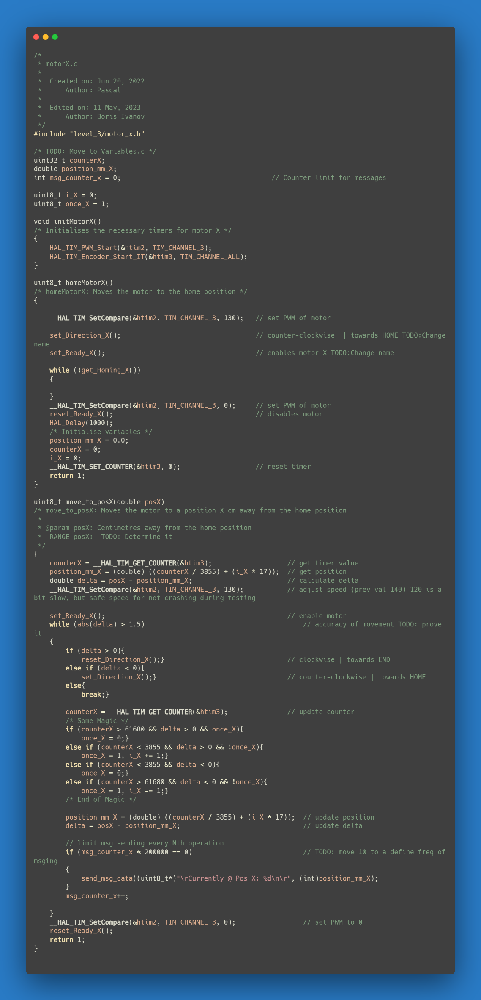 /*
 * motorX.c
 *
 *  Created on: Jun 20, 2022
 *      Author: Pascal
 *
 *  Edited on: 11 May, 2023
 *      Author: Boris Ivanov
 */
#include "level_3/motor_x.h"

/* TODO: Move to Variables.c */
uint32_t counterX;
double position_mm_X;
int msg_counter_x = 0;                                      // Counter limit for messages

uint8_t i_X = 0;
uint8_t once_X = 1;

void initMotorX()
/* Initialises the necessary timers for motor X */
{
    HAL_TIM_PWM_Start(&htim2, TIM_CHANNEL_3);
    HAL_TIM_Encoder_Start_IT(&htim3, TIM_CHANNEL_ALL);
}

uint8_t homeMotorX()
/* homeMotorX: Moves the motor to the home position */
{

    __HAL_TIM_SetCompare(&htim2, TIM_CHANNEL_3, 130);   // set PWM of motor

    set_Direction_X();                                  // counter-clockwise  | towards HOME TODO:Change
name
    set_Ready_X();                                      // enables motor X TODO:Change name

    while (!get_Homing_X())
    {

    }
    __HAL_TIM_SetCompare(&htim2, TIM_CHANNEL_3, 0);     // set PWM of motor
    reset_Ready_X();                                    // disables motor
    HAL_Delay(1000);
    /* Initialise variables */
    position_mm_X = 0.0;
    counterX = 0;
    i_X = 0;
    __HAL_TIM_SET_COUNTER(&htim3, 0);                   // reset timer
    return 1;
}

uint8_t move_to_posX(double posX)
/* move_to_posX: Moves the motor to a position X cm away from the home position
 *
 * @param posX: Centimetres away from the home position
 *  RANGE posX:  TODO: Determine it
 */
{
    counterX = __HAL_TIM_GET_COUNTER(&htim3);                   // get timer value
    position_mm_X = (double) ((counterX / 3855) + (i_X * 17));  // get position
    double delta = posX - position_mm_X;                        // calculate delta
    __HAL_TIM_SetCompare(&htim2, TIM_CHANNEL_3, 130);           // adjust speed (prev val 140) 120 is a
bit slow, but safe speed for not crashing during testing

    set_Ready_X();                                              // enable motor
    while (abs(delta) > 1.5)                                        // accuracy of movement TODO: prove
it
    {
        if (delta > 0){
            reset_Direction_X();}                               // clockwise | towards END
        else if (delta < 0){
            set_Direction_X();}                                 // counter-clockwise | towards HOME
        else{
            break;}

        counterX = __HAL_TIM_GET_COUNTER(&htim3);               // update counter
        /* Some Magic */
        if (counterX > 61680 && delta > 0 && once_X){
            once_X = 0;}
        else if (counterX < 3855 && delta > 0 && !once_X){
            once_X = 1, i_X += 1;}
        else if (counterX < 3855 && delta < 0){
            once_X = 0;}
        else if (counterX > 61680 && delta < 0 && !once_X){
            once_X = 1, i_X -= 1;}
        /* End of Magic */

        position_mm_X = (double) ((counterX / 3855) + (i_X * 17));  // update position
        delta = posX - position_mm_X;                               // update delta

        // limit msg sending every Nth operation
        if (msg_counter_x % 200000 == 0)                            // TODO: move 10 to a define freq of
msging
        {
            send_msg_data((uint8_t*)"\rCurrently @ Pos X: %d\n\r", (int)position_mm_X);
        }
        msg_counter_x++;

    }
    __HAL_TIM_SetCompare(&htim2, TIM_CHANNEL_3, 0);                 // set PWM to 0
    reset_Ready_X();
    return 1;
}